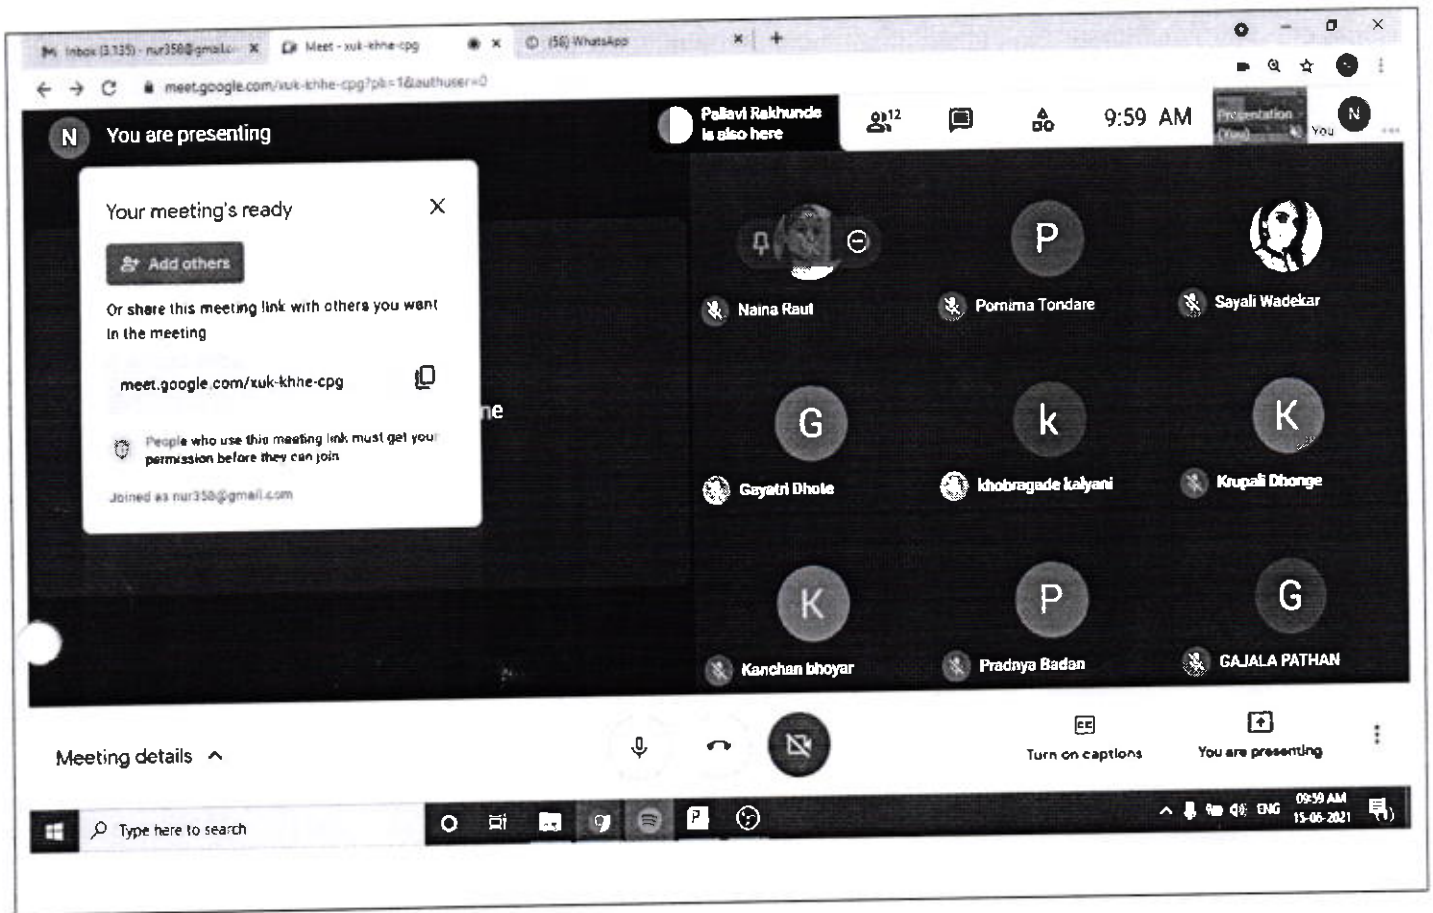 Inbox (3,135) - nur358@gmail.c
Meet - xuk-khhe-cpg
(56) WhatsApp
meet.google.com/xuk-khhe-cpg?pli=1&authuser=0
N You are presenting
Pallavi Rakhunde
is also here
12
9:59 AM
Presentation
(You)
You
N
Your meeting's ready
Add others
Or share this meeting link with others you want
in the meeting
meet.google.com/xuk-khhe-cpg
People who use this meeting link must get your
permission before they can join
Joined as nur358@gmail.com
ne
Naina Raut
P
Pornima Tondare
Sayali Wadekar
G
Gayatri Dhote
k
khobragade kalyani
K
Krupali Dhonge
K
Kanchan bhoyar
P
Pradnya Badan
G
GAJALA PATHAN
Meeting details
Turn on captions
You are presenting
Type here to search
ENG
09:59 AM
15-06-2021